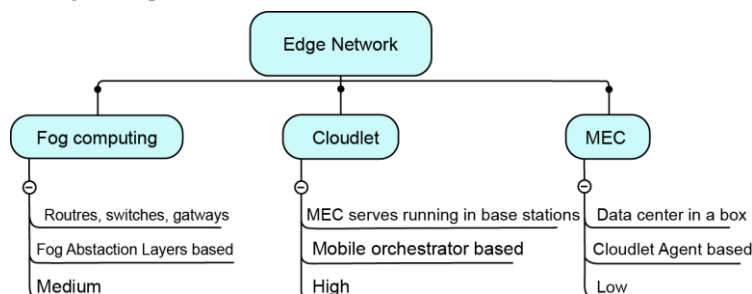 Edge Network
Fog computing
Cloudlet
MEC
Routres, switches, gatways
MEC serves running in base stations
Data center in a box
Fog Abstaction Layers based
Mobile orchestrator based
Cloudlet Agent based
Medium
High
Low